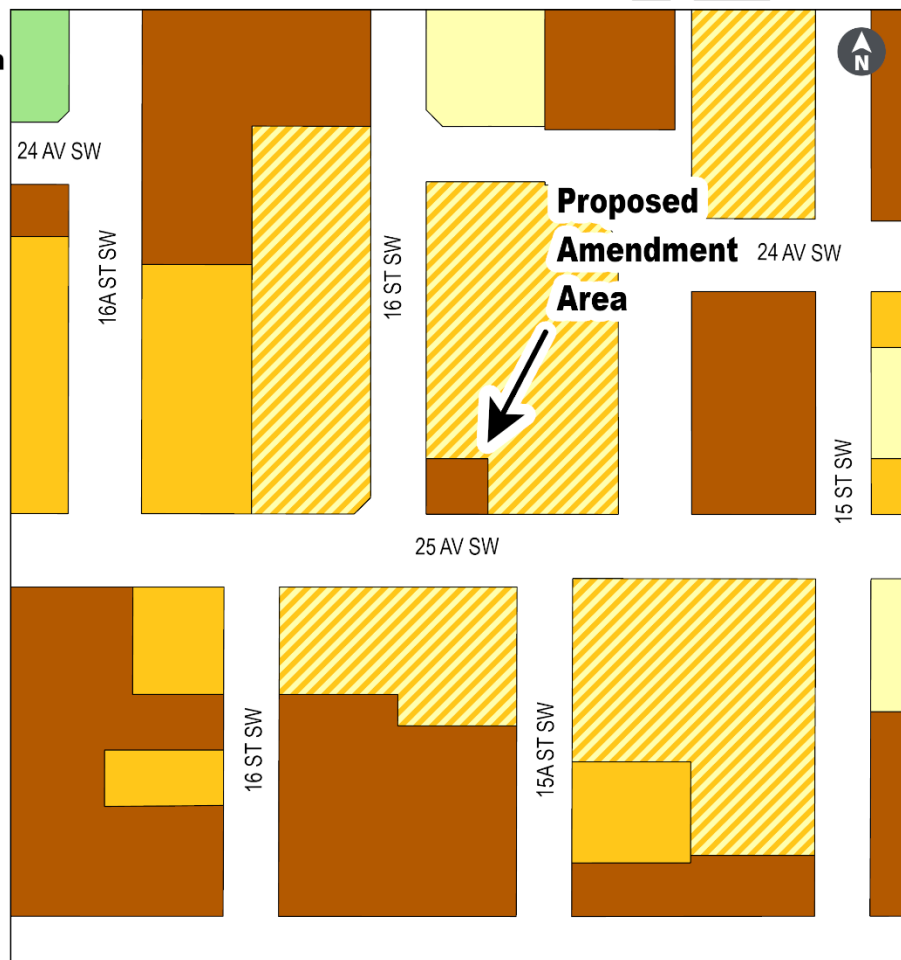 N
24 AV SW
Proposed
Amendment
Area
24 AV SW
16A ST SW
16 ST SW
15 ST SW
25 AV SW
16 ST SW
15A ST SW